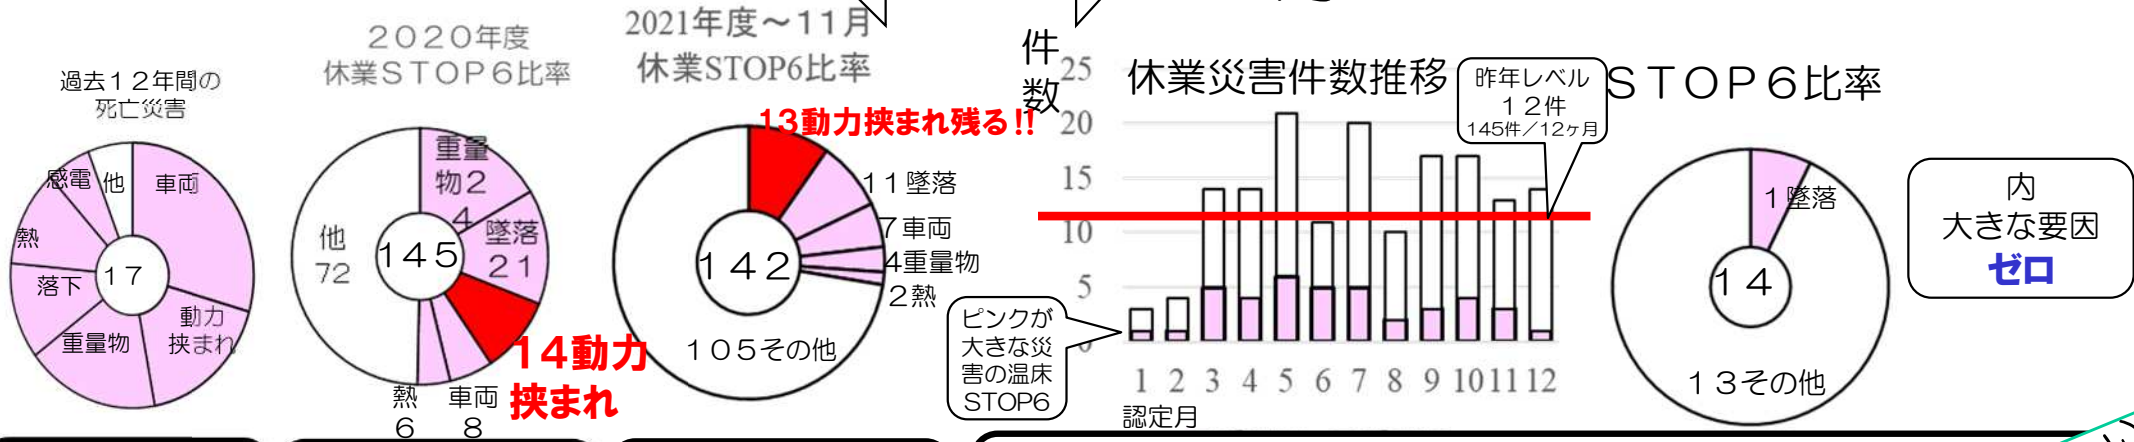 過去１２年間の
死亡災害
車両
動力
挟まれ
重量物
落下
熱
感電
他
１７
２０２０年度
休業ＳＴＯＰ６比率
重量
物２
４
墜落
２１
14動力
挟まれ
車両
８
熱
６
他
72
１４５
2021年度～１１月
休業STOP6比率
13動力挟まれ残る!!
１１墜落
７車両
４重量物
２熱
１０５その他
１４２
件
数
休業災害件数推移
昨年レベル
１２件
145件／12ヶ月
25
20
15
10
5
0
1 2 3 4 5 6 7 8 9 10 11 12
認定月
ピンクが
大きな災
害の温床
STOP6
ＳＴＯＰ６比率
１墜落
１４
１３その他
内
大きな要因
ゼロ